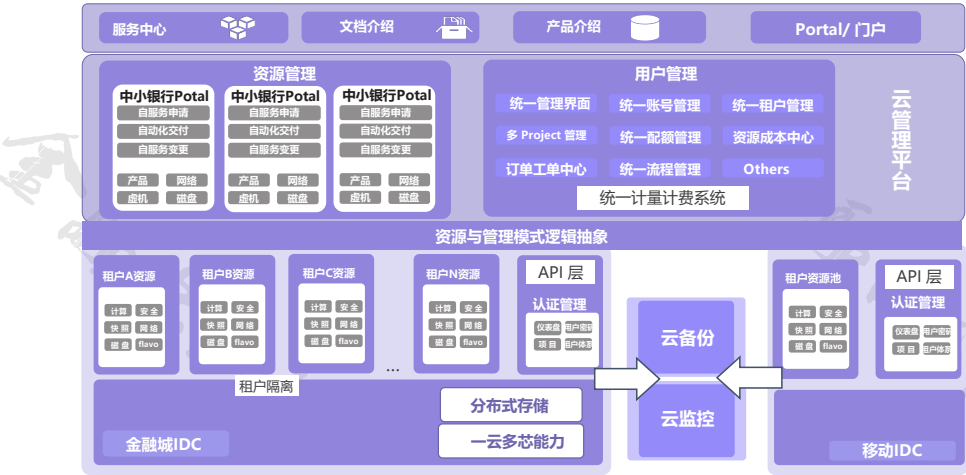 服务中心
文档介绍
产品介绍
Portal/ 门户
资源管理
中小银行Potal
自服务申请
自动化交付
自服务变更
产品
网络
虚机
磁盘
中小银行Potal
自服务申请
自动化交付
自服务变更
产品
网络
虚机
磁盘
中小银行Potal
自服务申请
自动化交付
自服务变更
产品
网络
虚机
磁盘
用户管理
统一管理界面
统一账号管理
统一租户管理
多 Project 管理
统一配额管理
资源成本中心
订单工单中心
统一流程管理
Others
统一计量计费系统
云管理平台
资源与管理模式逻辑抽象
租户A资源
计算
安全
快照
网络
磁盘
flavo
租户B资源
计算
安全
快照
网络
磁盘
flavo
租户C资源
计算
安全
快照
网络
磁盘
flavo
...
租户N资源
计算
安全
快照
网络
磁盘
flavo
API 层
认证管理
仪表盘
用户密码
项目
租户体系
租户隔离
分布式存储
一云多芯能力
金融城IDC
云备份
云监控
租户资源池
计算
安全
快照
网络
磁盘
flavo
API 层
认证管理
仪表盘
用户密码
项目
租户体系
移动IDC